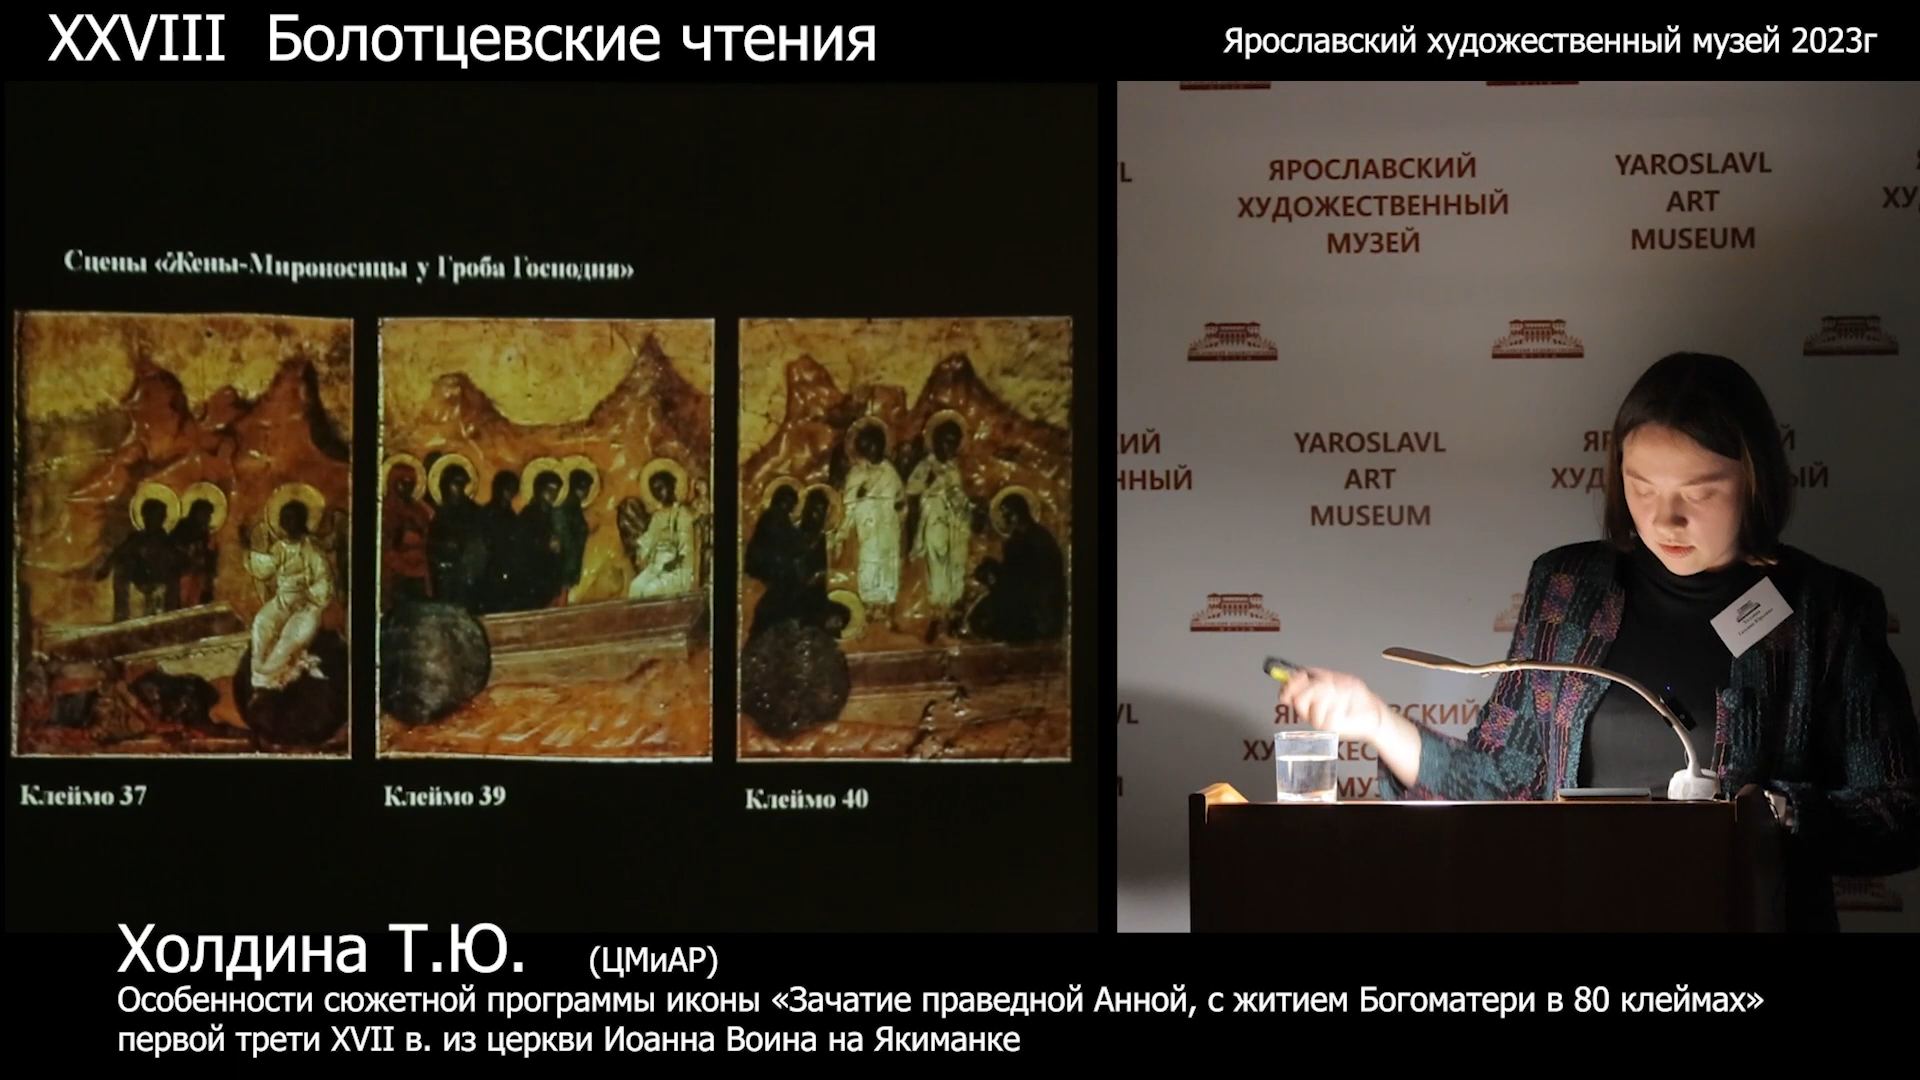 XXVIII Болотцевские чтения
Ярославский художественный музей 2023г
Сцены «Жены-Мироносицы у Гроба Господня»
Клеймо 37
Клеймо 39
Клеймо 40
ЯРОСЛАВСКИЙ
ХУДОЖЕСТВЕННЫЙ
МУЗЕЙ
YAROSLAVL
ART
MUSEUM
YAROSLAVL
ART
MUSEUM
Холдина Т.Ю. (ЦМиАР)
Особенности сюжетной программы иконы «Зачатие праведной Анной, с житием Богоматери в 80 клеймах»
первой трети XVII в. из церкви Иоанна Воина на Якиманке